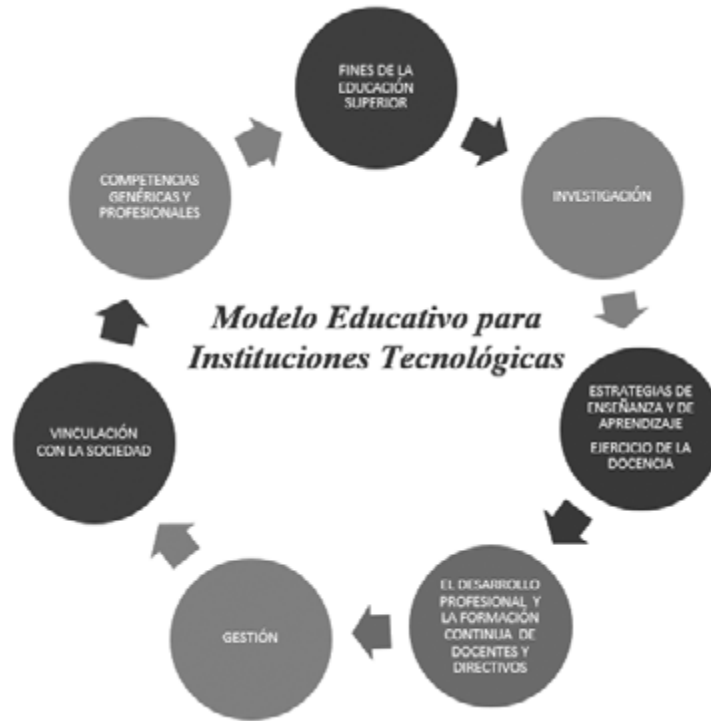 FINES DE LA
EDUCACIÓN
SUPERIOR
INVESTIGACIÓN
ESTRATEGIAS DE
ENSEÑANZA Y DE
APRENDIZAJE
EJERCICIO DE LA
DOCENCIA
EL DESARROLLO
PROFESIONAL Y
LA FORMACIÓN
CONTINUA DE
DOCENTES Y
DIRECTIVOS
GESTIÓN
VINCULACIÓN
CON LA SOCIEDAD
COMPETENCIAS
GENÉRICAS Y
PROFESIONALES
Modelo Educativo para
Instituciones Tecnológicas